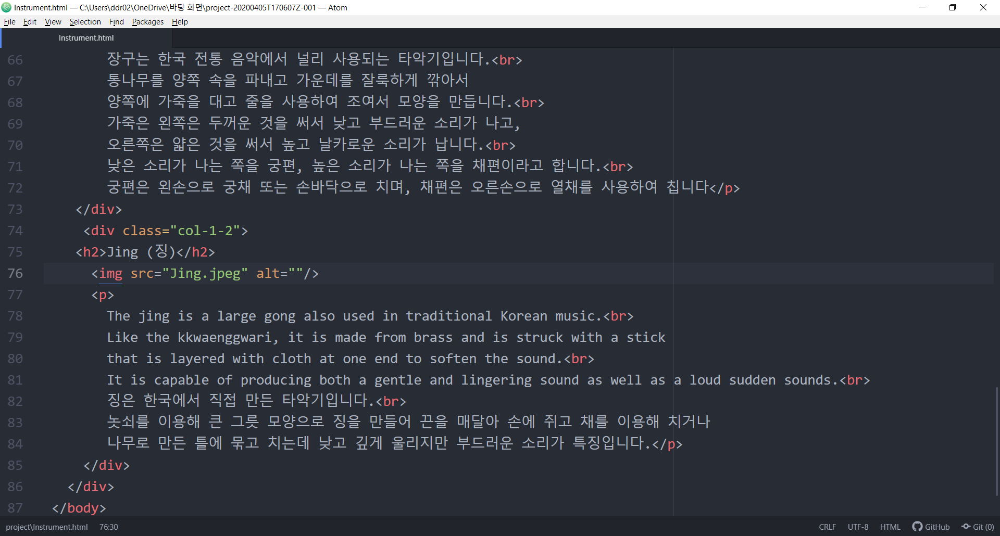 Instrument.html — C:\Users\ddr02\OneDrive\바탕 화면\project-20200405T170607Z-001 — Atom
File Edit View Selection Find Packages Help
Instrument.html
66 장구는 한국 전통 음악에서 널리 사용되는 타악기입니다.<br>
67 통나무를 양쪽 속을 파내고 가운데를 잘룩하게 깎아서
68 양쪽에 가죽을 대고 줄을 사용하여 조여서 모양을 만듭니다.<br>
69 가죽은 왼쪽은 두꺼운 것을 써서 낮고 부드러운 소리가 나고,
70 오른쪽은 얇은 것을 써서 높고 날카로운 소리가 납니다.<br>
71 낮은 소리가 나는 쪽을 궁편, 높은 소리가 나는 쪽을 채편이라고 합니다.<br>
72 궁편은 왼손으로 궁채 또는 손바닥으로 치며, 채편은 오른손으로 열채를 사용하여 칩니다</p>
73 </div>
74 <div class="col-1-2">
75 <h2>Jing (징)</h2>
76 <img src="Jing.jpeg" alt=""/>
77 <p>
78 The jing is a large gong also used in traditional Korean music.<br>
79 Like the kkwaenggwari, it is made from brass and is struck with a stick
80 that is layered with cloth at one end to soften the sound.<br>
81 It is capable of producing both a gentle and lingering sound as well as a loud sudden sounds.<br>
82 징은 한국에서 직접 만든 타악기입니다.<br>
83 놋쇠를 이용해 큰 그릇 모양으로 징을 만들어 끈을 매달아 손에 쥐고 채를 이용해 치거나
84 나무로 만든 틀에 묶고 치는데 낮고 깊게 울리지만 부드러운 소리가 특징입니다.</p>
85 </div>
86 </div>
87 </body>
project\Instrument.html 76:30 CRLF UTF-8 HTML GitHub Git (0)